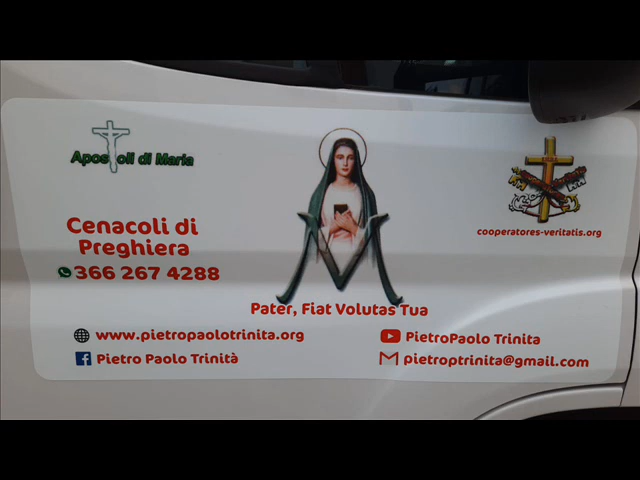 Apostoli di Maria
cooperatores-veritatis.org
Cenacoli di
Preghiera
366 267 4288
Pater, Fiat Volutas Tua
www.pietropaolotrinita.org
PietroPaolo Trinita
Pietro Paolo Trinità
pietroptrinita@gmail.com